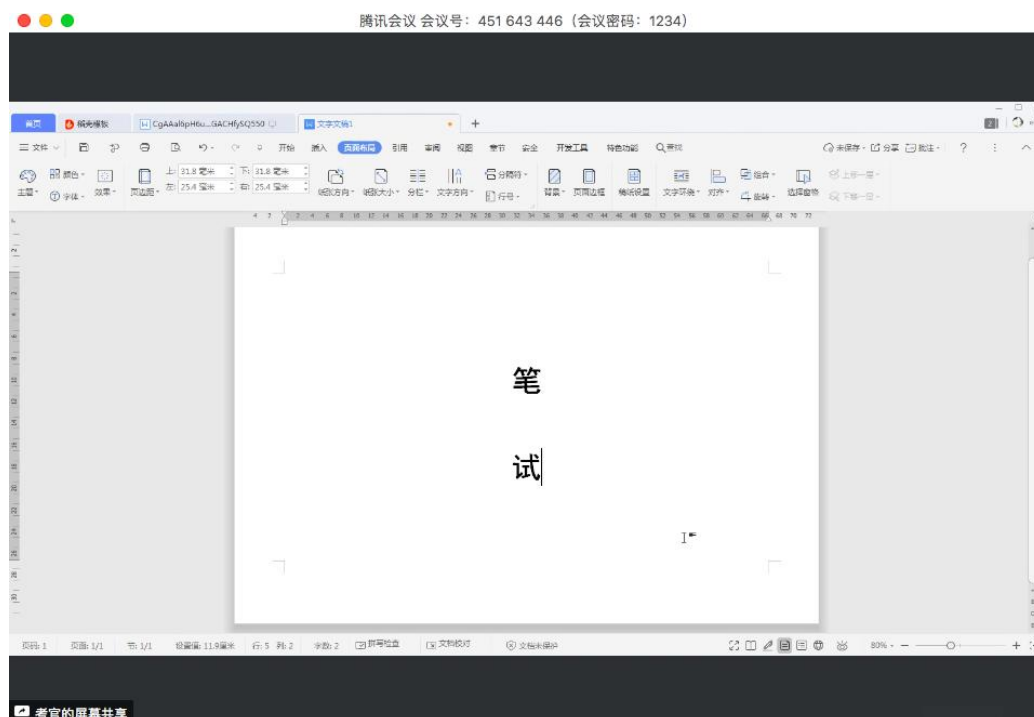 腾讯会议 会议号：451 643 446（会议密码：1234）
首页 稻壳模板 CgAAal6pH6u_GACHfySQ550 文字文稿1 +
文件 开始 插入 页面布局 引用 审阅 视图 章节 安全 开发工具 特色功能 查找 未保存 分享 批注 ?
主题 颜色 字体 效果 页边距 上: 31.8 毫米 下: 31.8 毫米 左: 25.4 毫米 右: 25.4 毫米 纸张方向 纸张大小 分栏 文字方向 分隔符 行号 背景 页面边框 稿纸设置 文字环绕 对齐 组合 旋转 选择窗格 上移一层 下移一层
笔
试
页码: 1 页面: 1/1 节: 1/1 设置值: 11.9厘米 行: 5 列: 2 字数: 2 拼写检查 文档校对 文档未保护 80% - +
考官的屏幕共享